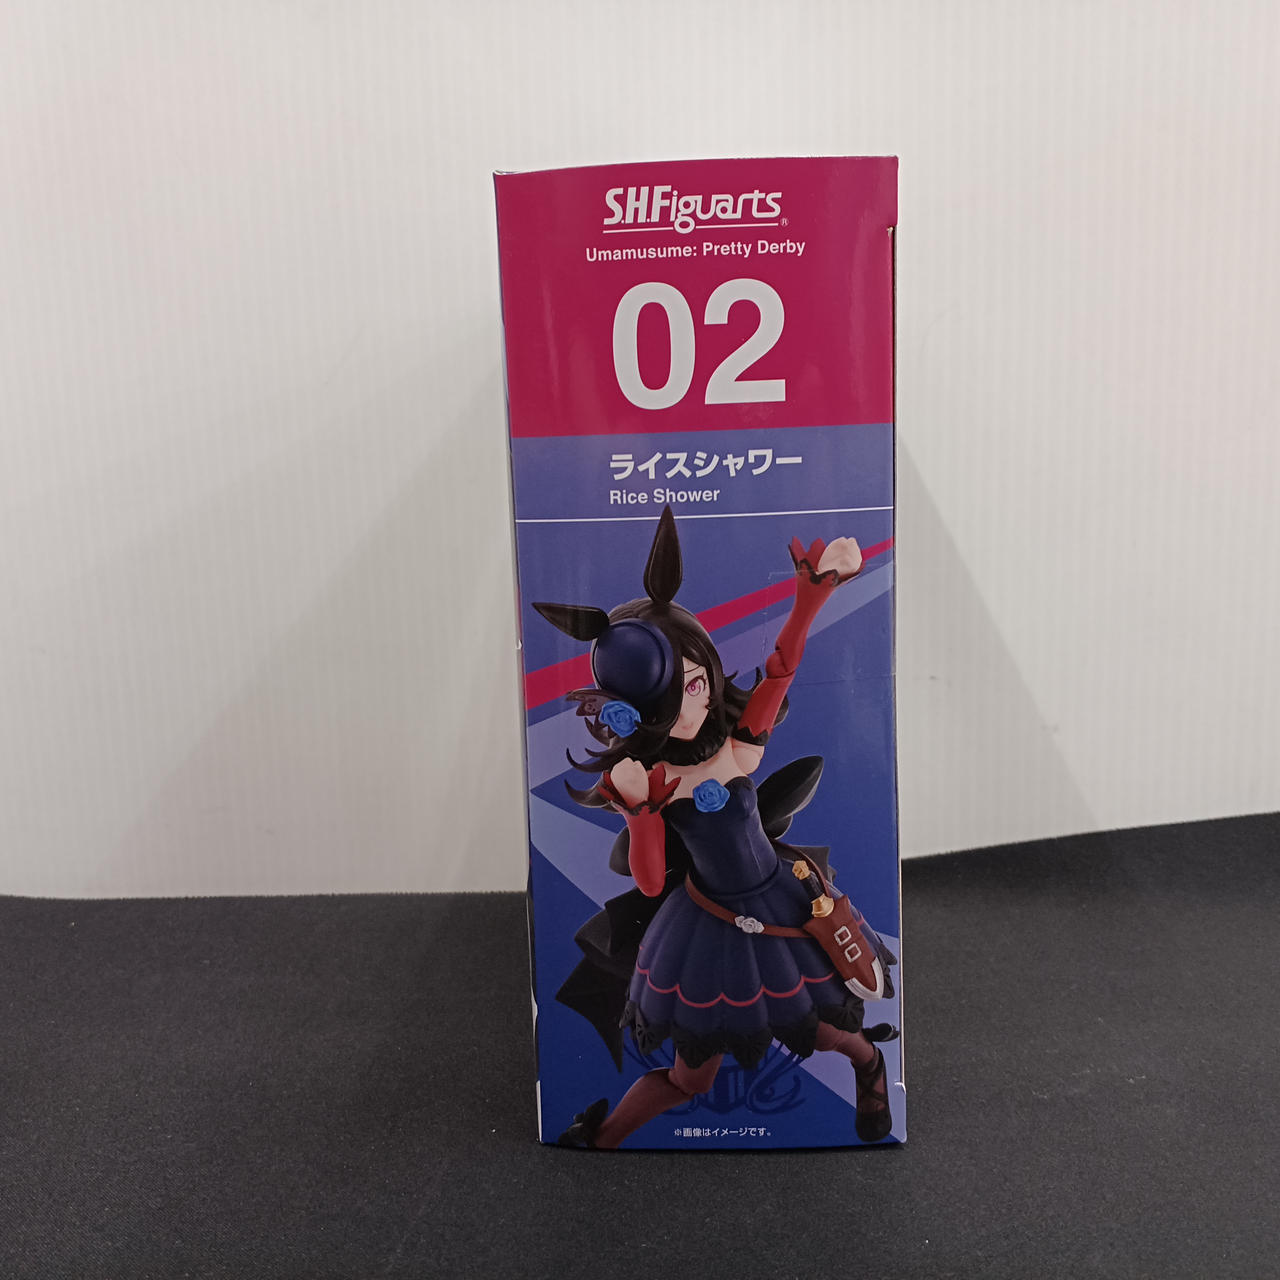 S.H.Figuarts®
Umamusume: Pretty Derby
02
ライスシャワー
Rice Shower
※画像はイメージです。